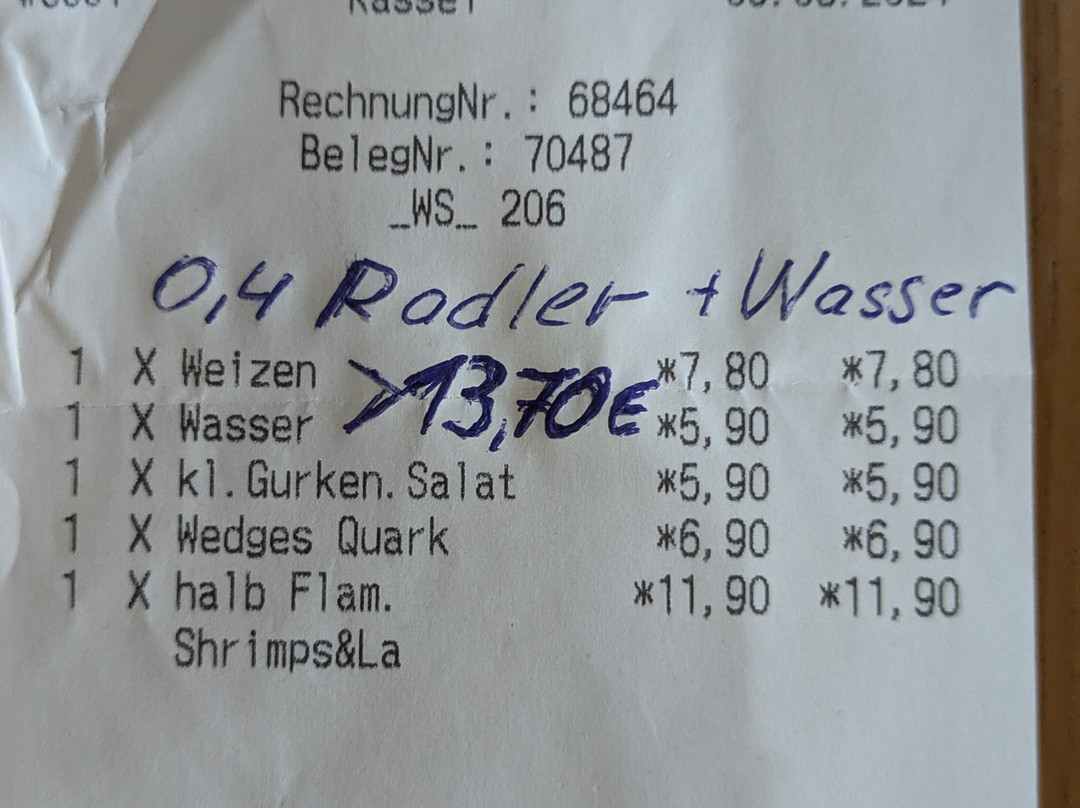 Kassel
RechnungNr.: 68464
BelegNr.: 70487
_WS_ 206
0,4 Radler + Wasser
1 X Weizen >13,70€ *7,80 *7,80
1 X Wasser *5,90 *5,90
1 X kl.Gurken.Salat *5,90 *5,90
1 X Wedges Quark *6,90 *6,90
1 X halb Flam. *11,90 *11,90
Shrimps&La